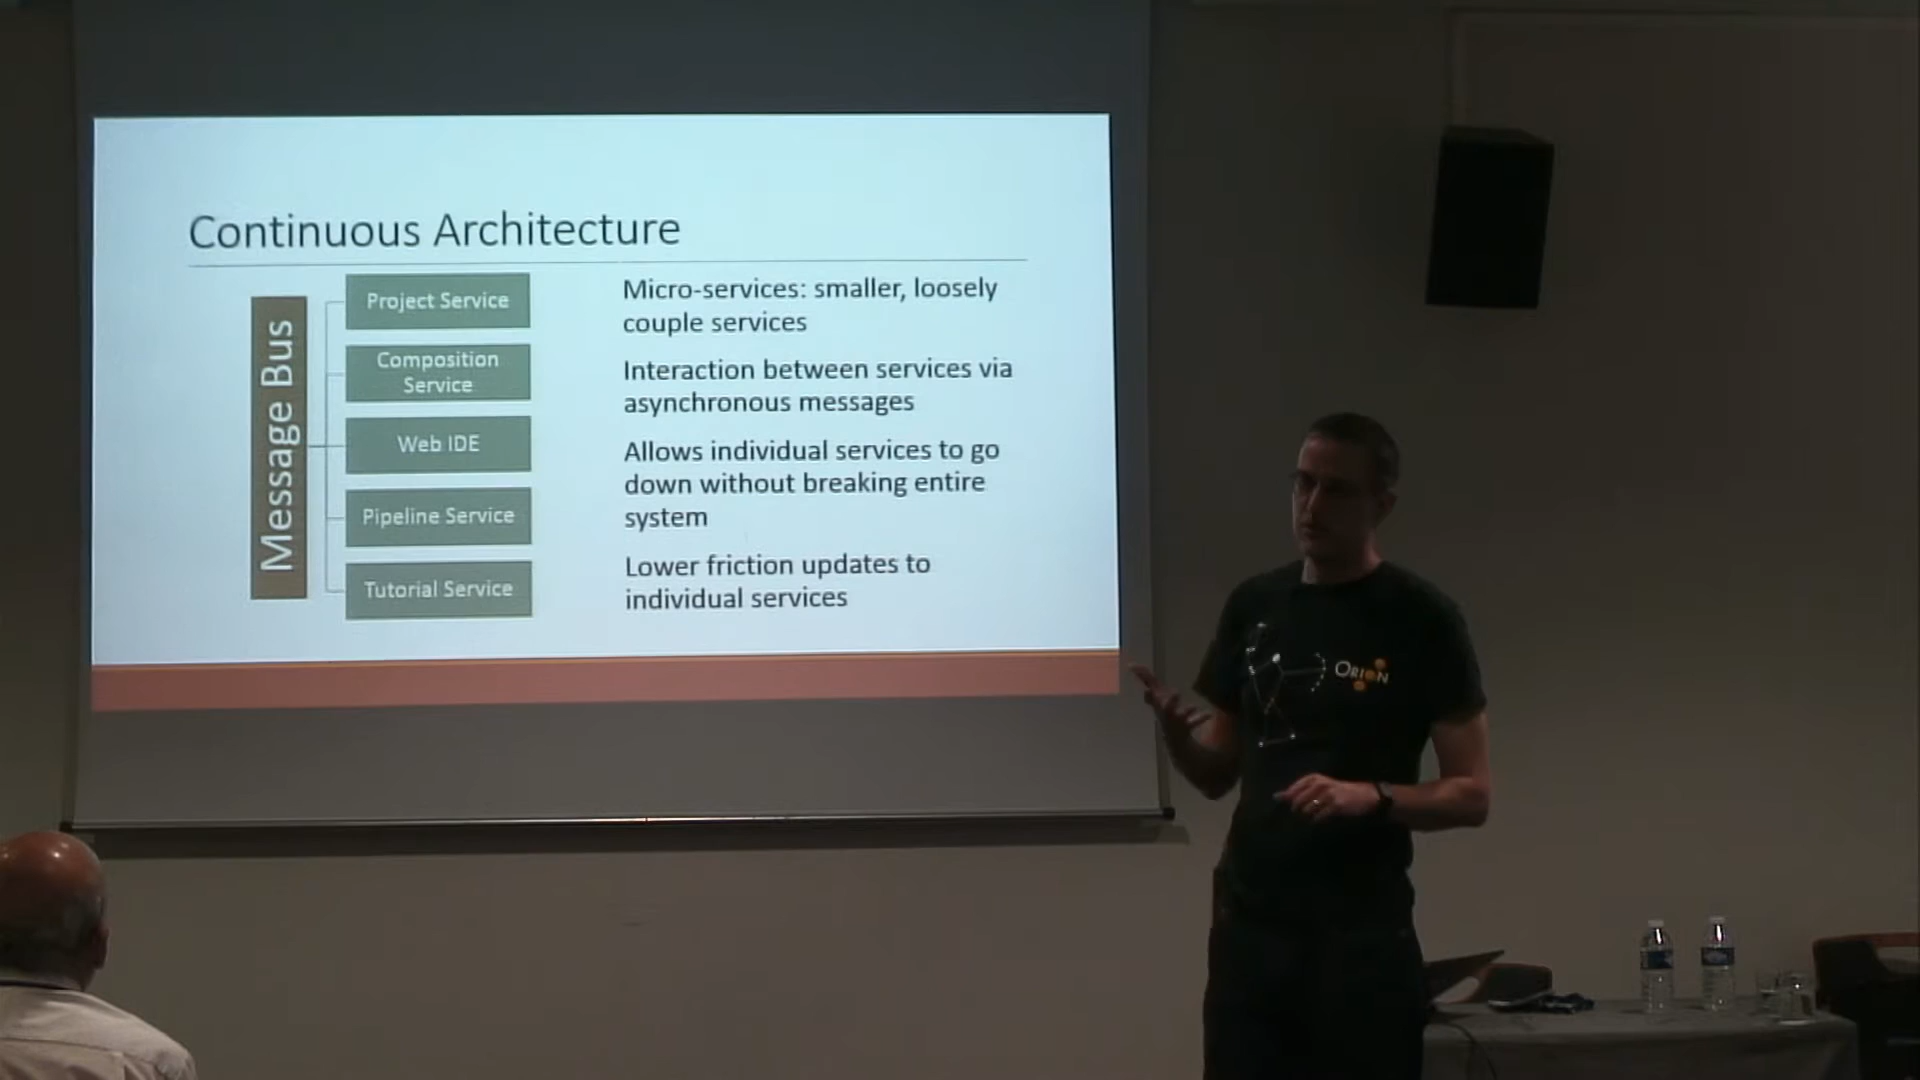 Continuous Architecture
Message Bus
Project Service
Composition
Service
Web IDE
Pipeline Service
Tutorial Service
Micro-services: smaller, loosely
couple services
Interaction between services via
asynchronous messages
Allows individual services to go
down without breaking entire
system
Lower friction updates to
individual services
ORION